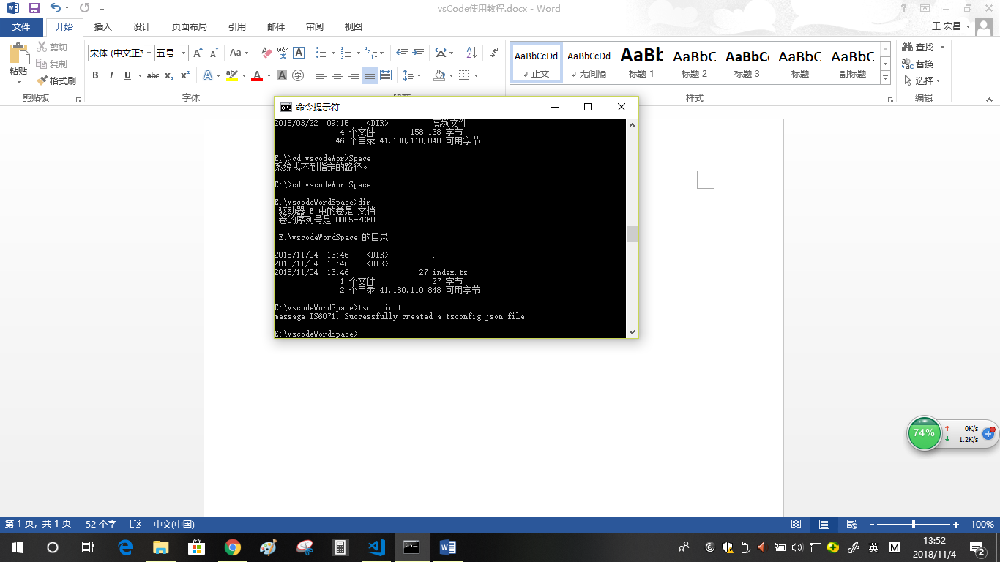 vsCode使用教程.docx - Word
文件 开始 插入 设计 页面布局 引用 邮件 审阅 视图 王 宏昌
粘贴
剪切
复制
格式刷
剪贴板
宋体 (中文正文 五号 Aa wén A
B I U abc x₂ x² A aby A A 字
字体
AaBbCcDd AaBbCcDd AaBb AaBbC AaBbCc AaBbC AaBbC
正文 无间隔 标题 1 标题 2 标题 3 标题 副标题
样式
查找
替换
选择
编辑
命令提示符
2018/03/22 09:15 <DIR> 高频文件
4 个文件 158,138 字节
46 个目录 41,180,110,848 可用字节
E:\>cd vscodeWorkSpace
系统找不到指定的路径。
E:\>cd vscodeWordSpace
E:\vscodeWordSpace>dir
驱动器 E 中的卷是 文档
卷的序列号是 0005-FCE0
E:\vscodeWordSpace 的目录
2018/11/04 13:46 <DIR> .
2018/11/04 13:46 <DIR> ..
2018/11/04 13:46 27 index.ts
1 个文件 27 字节
2 个目录 41,180,110,848 可用字节
E:\vscodeWordSpace>tsc --init
message TS6071: Successfully created a tsconfig.json file.
E:\vscodeWordSpace>
74%
0K/s
1.2K/s
第 1 页，共 1 页 52 个字 中文(中国) 100%
英 M
13:52
2018/11/4
2